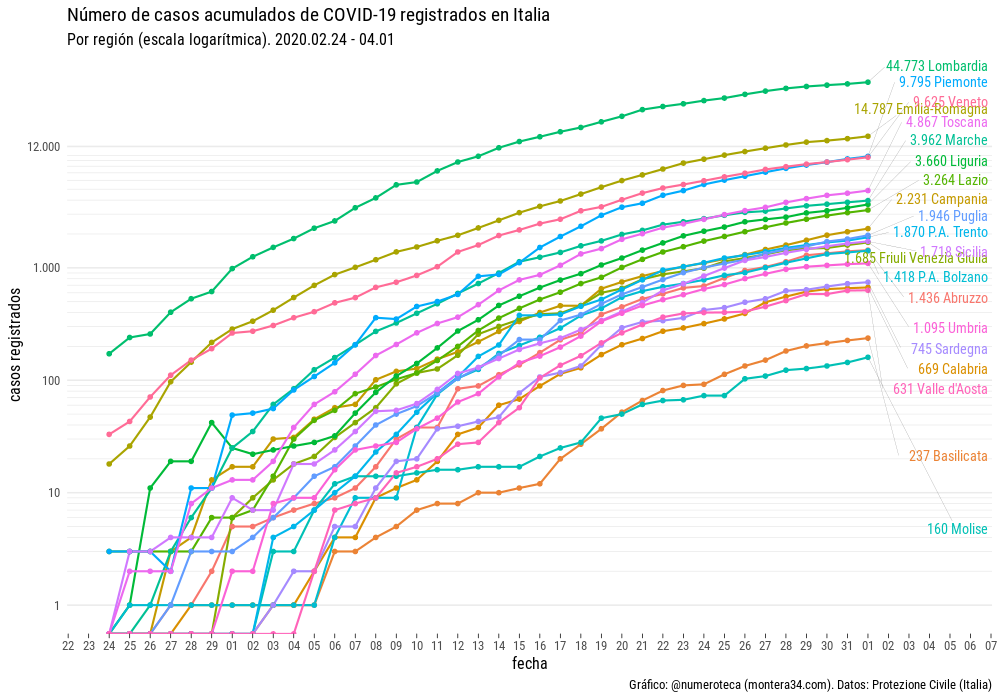 Número de casos acumulados de COVID-19 registrados en Italia
Por región (escala logarítmica). 2020.02.24 - 04.01
casos registrados
12.000
1.000
100
10
1
44.773 Lombardia
9.795 Piemonte
9.625 Veneto
14.787 Emilia-Romagna
4.867 Toscana
3.962 Marche
3.660 Liguria
3.264 Lazio
2.231 Campania
1.946 Puglia
1.870 P.A. Trento
1.718 Sicilia
1.685 Friuli Venezia Giulia
1.418 P.A. Bolzano
1.436 Abruzzo
1.095 Umbria
745 Sardegna
669 Calabria
631 Valle d'Aosta
237 Basilicata
160 Molise
22 23 24 25 26 27 28 29 01 02 03 04 05 06 07 08 09 10 11 12 13 14 15 16 17 18 19 20 21 22 23 24 25 26 27 28 29 30 31 01 02 03 04 05 06 07
fecha
Gráfico: @numeroteca (montera34.com). Datos: Protezione Civile (Italia)